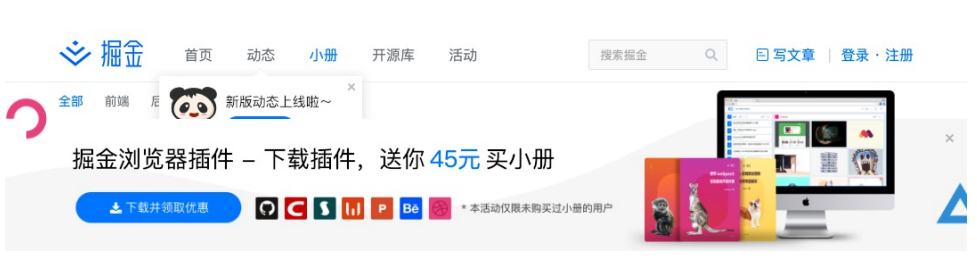 掘金
首页 动态 小册 开源库 活动
搜索掘金
写文章 登录 · 注册
全部 前端
新版动态上线啦~
掘金浏览器插件 – 下载插件,送你 45元 买小册
下载并领取优惠
P Bē
* 本活动仅限未购买过小册的用户